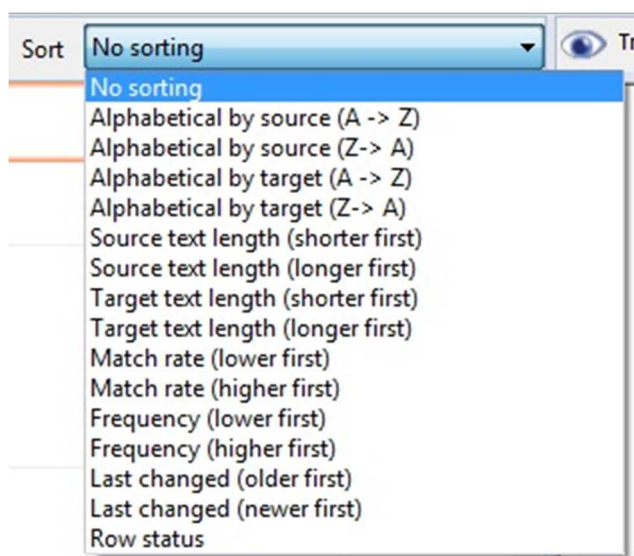 Sort No sorting
No sorting
Alphabetical by source (A -> Z)
Alphabetical by source (Z-> A)
Alphabetical by target (A -> Z)
Alphabetical by target (Z-> A)
Source text length (shorter first)
Source text length (longer first)
Target text length (shorter first)
Target text length (longer first)
Match rate (lower first)
Match rate (higher first)
Frequency (lower first)
Frequency (higher first)
Last changed (older first)
Last changed (newer first)
Row status